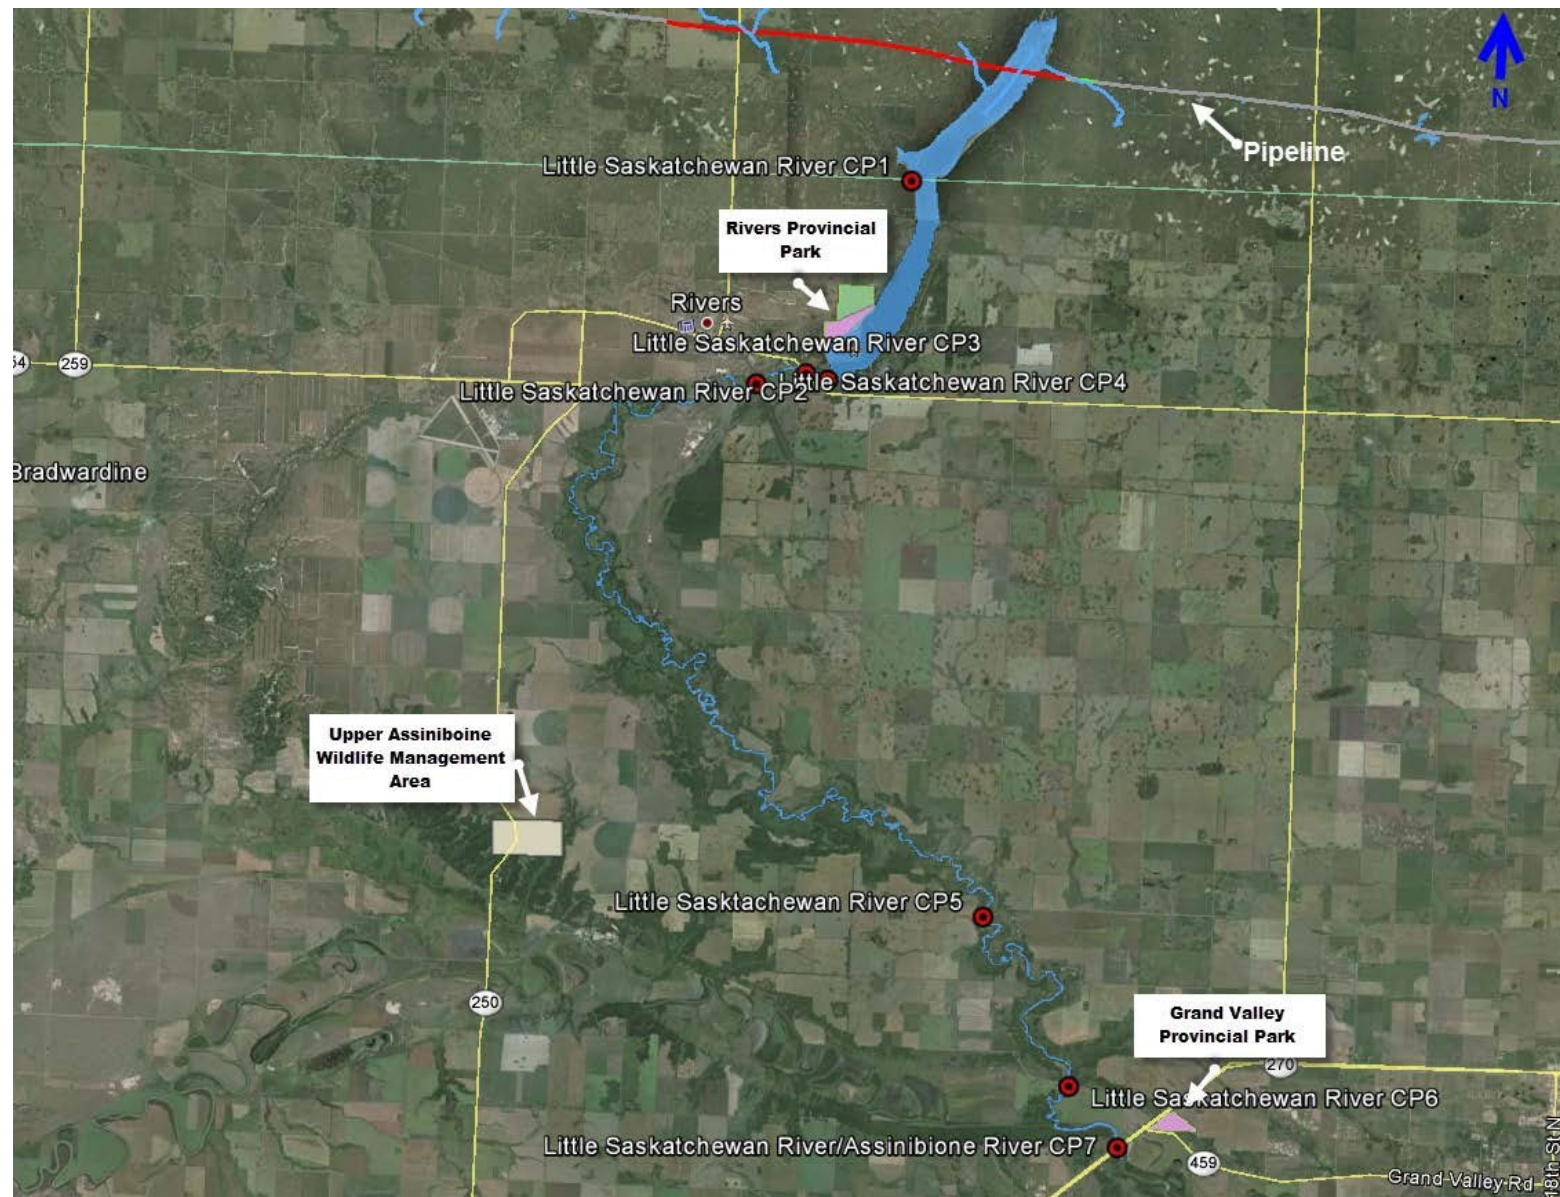 N
Pipeline
Little Saskatchewan River CP1
Rivers Provincial
Park
Rivers
Little Saskatchewan River CP3
54
259
Little Saskatchewan River CP4
Little Saskatchewan River CP2
Bradwardine
Upper Assiniboine
Wildlife Management
Area
Little Sasktachewan River CP5
250
Grand Valley
Provincial Park
270
Little Saskatchewan River CP6
Little Saskatchewan River/Assinibione River CP7
459
Grand Valley Rd
18th St N